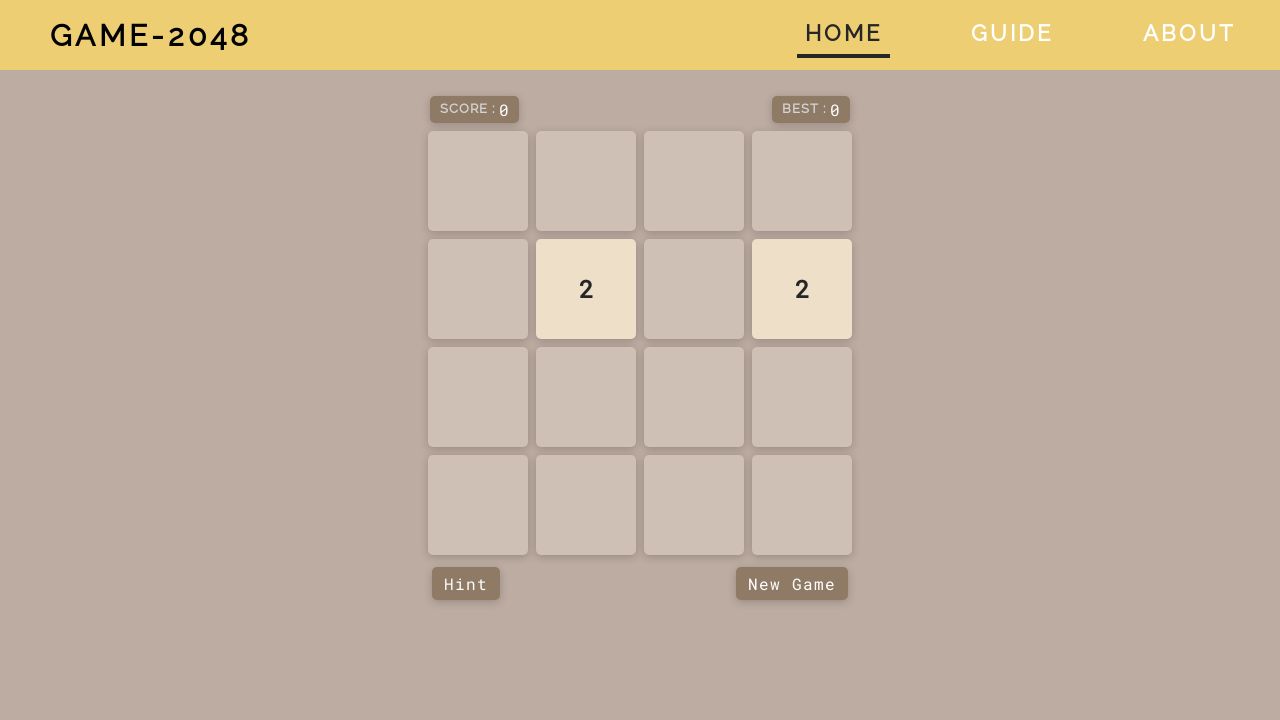 GAME-2048
HOME GUIDE ABOUT
SCORE : 0
BEST : 0
2 2
Hint
New Game